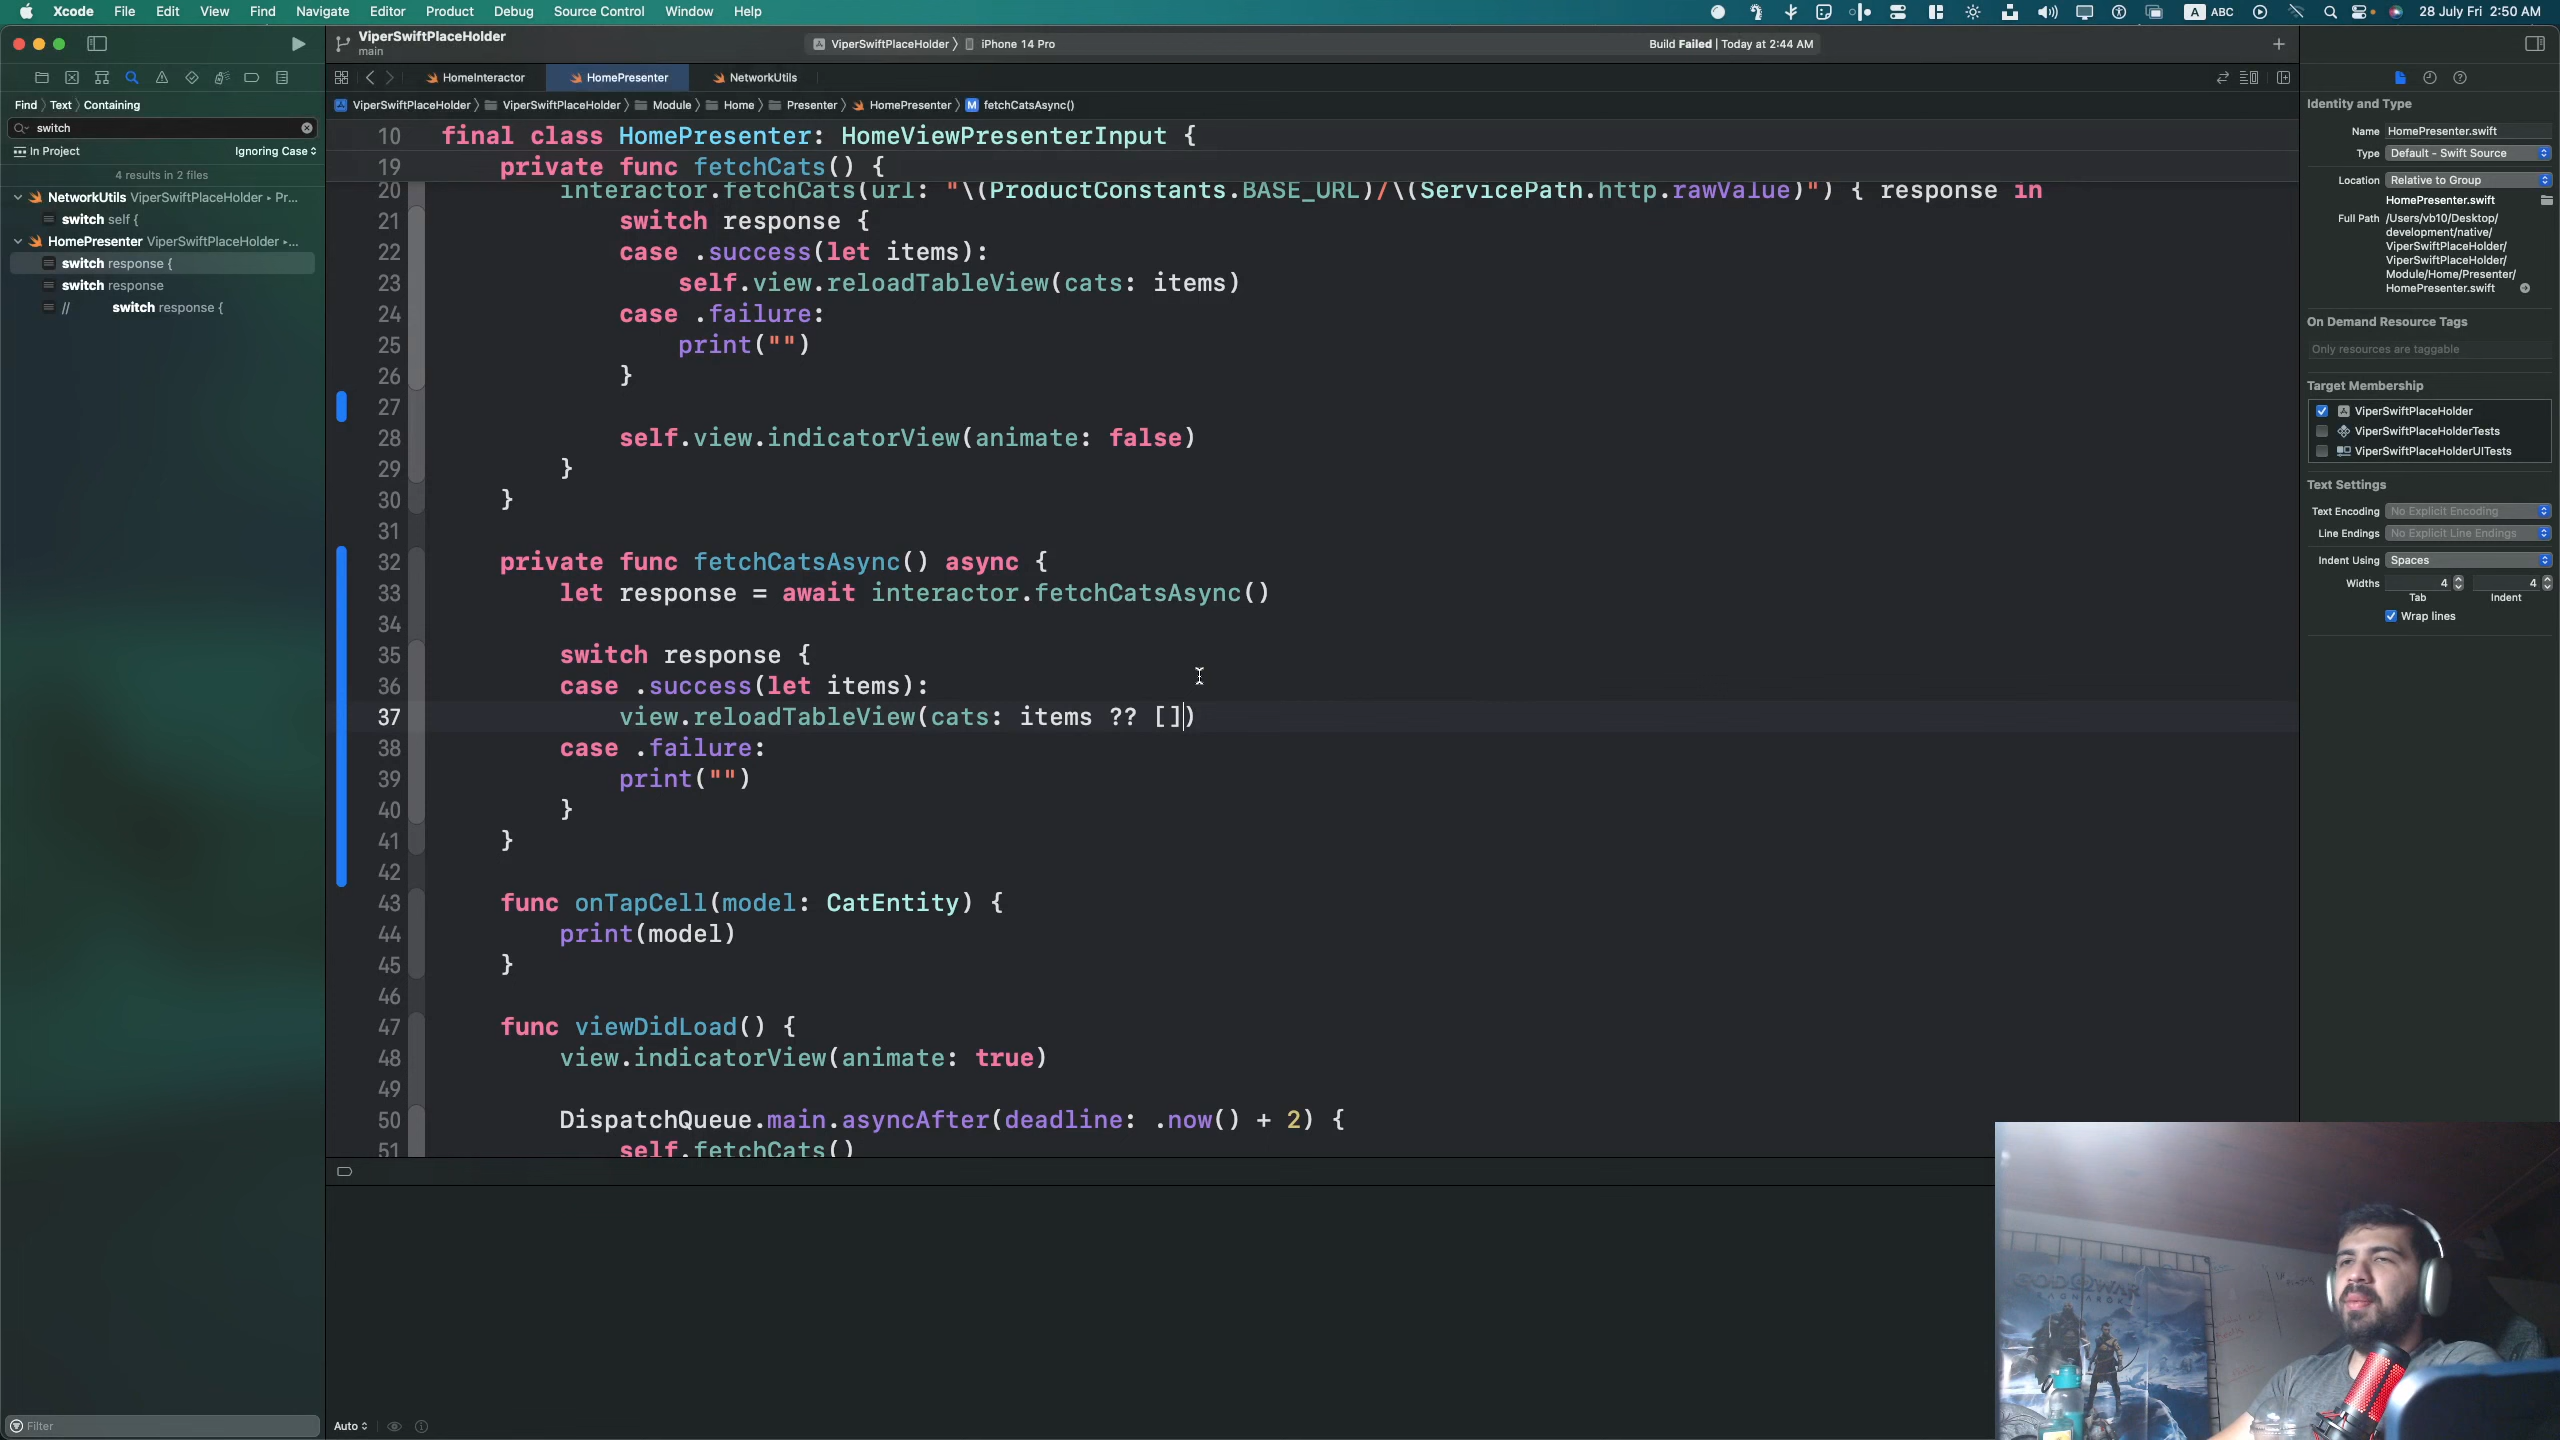 Xcode File Edit View Find Navigate Editor Product Debug Source Control Window Help
A ABC 28 July Fri 2:50 AM
ViperSwiftPlaceHolder
main
ViperSwiftPlaceHolder 〉 iPhone 14 Pro
Build Failed | Today at 2:44 AM
HomeInteractor HomePresenter NetworkUtils
ViperSwiftPlaceHolder 〉 ViperSwiftPlaceHolder 〉 Module 〉 Home 〉 Presenter 〉 HomePresenter 〉 M fetchCatsAsync()
Find 〉 Text 〉 Containing
switch
In Project Ignoring Case
4 results in 2 files
NetworkUtils ViperSwiftPlaceHolder ▸ Pr...
switch self {
HomePresenter ViperSwiftPlaceHolder ▸...
switch response {
switch response
// switch response {
Filter
10 final class HomePresenter: HomeViewPresenterInput {
19 private func fetchCats() {
20 interactor.fetchCats(url: "\(ProductConstants.BASE_URL)/\(ServicePath.http.rawValue)") { response in
21 switch response {
22 case .success(let items):
23 self.view.reloadTableView(cats: items)
24 case .failure:
25 print("")
26 }
27
28 self.view.indicatorView(animate: false)
29 }
30 }
31
32 private func fetchCatsAsync() async {
33 let response = await interactor.fetchCatsAsync()
34
35 switch response {
36 case .success(let items):
37 view.reloadTableView(cats: items ?? [])
38 case .failure:
39 print("")
40 }
41 }
42
43 func onTapCell(model: CatEntity) {
44 print(model)
45 }
46
47 func viewDidLoad() {
48 view.indicatorView(animate: true)
49
50 DispatchQueue.main.asyncAfter(deadline: .now() + 2) {
51 self.fetchCats()
Auto
Identity and Type
Name HomePresenter.swift
Type Default - Swift Source
Location Relative to Group
HomePresenter.swift
Full Path /Users/vb10/Desktop/
development/native/
ViperSwiftPlaceHolder/
ViperSwiftPlaceHolder/
Module/Home/Presenter/
HomePresenter.swift
On Demand Resource Tags
Only resources are taggable
Target Membership
ViperSwiftPlaceHolder
ViperSwiftPlaceHolderTests
ViperSwiftPlaceHolderUITests
Text Settings
Text Encoding No Explicit Encoding
Line Endings No Explicit Line Endings
Indent Using Spaces
Widths 4 4
Tab Indent
Wrap lines
GOD OF WAR
RAGNARÖK